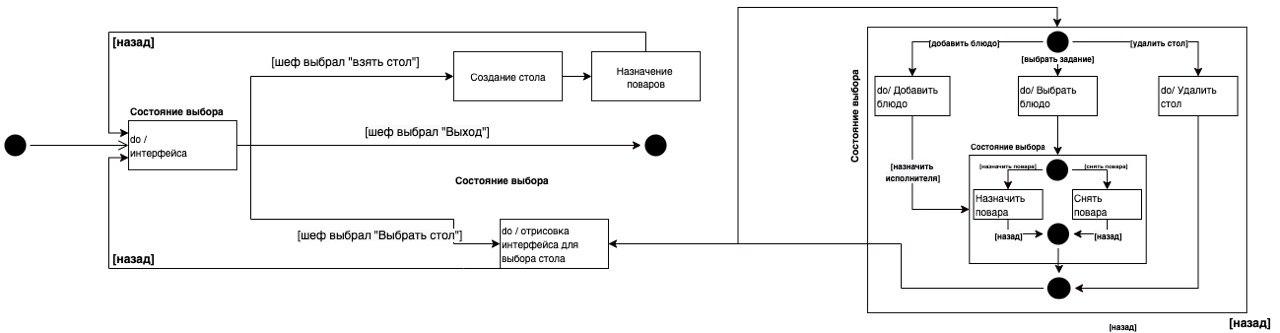 [назад]
[шеф выбрал "взять стол"]
Создание стола
Назначение
поваров
Состояние выбора
do /
интерфейса
[шеф выбрал "Выход"]
Состояние выбора
[шеф выбрал "Выбрать стол"]
do / отрисовка
интерфейса для
выбора стола
[назад]
Состояние выбора
[добавить блюдо]
[удалить стол]
[выбрать задание]
do/ Добавить
блюдо
do/ Выбрать
блюдо
do/ Удалить
стол
Состояние выбора
[назначить
исполнителя]
[назначить повара]
[снять повара]
Назначить
повара
Снять
повара
[назад]
[назад]
[назад]
[назад]